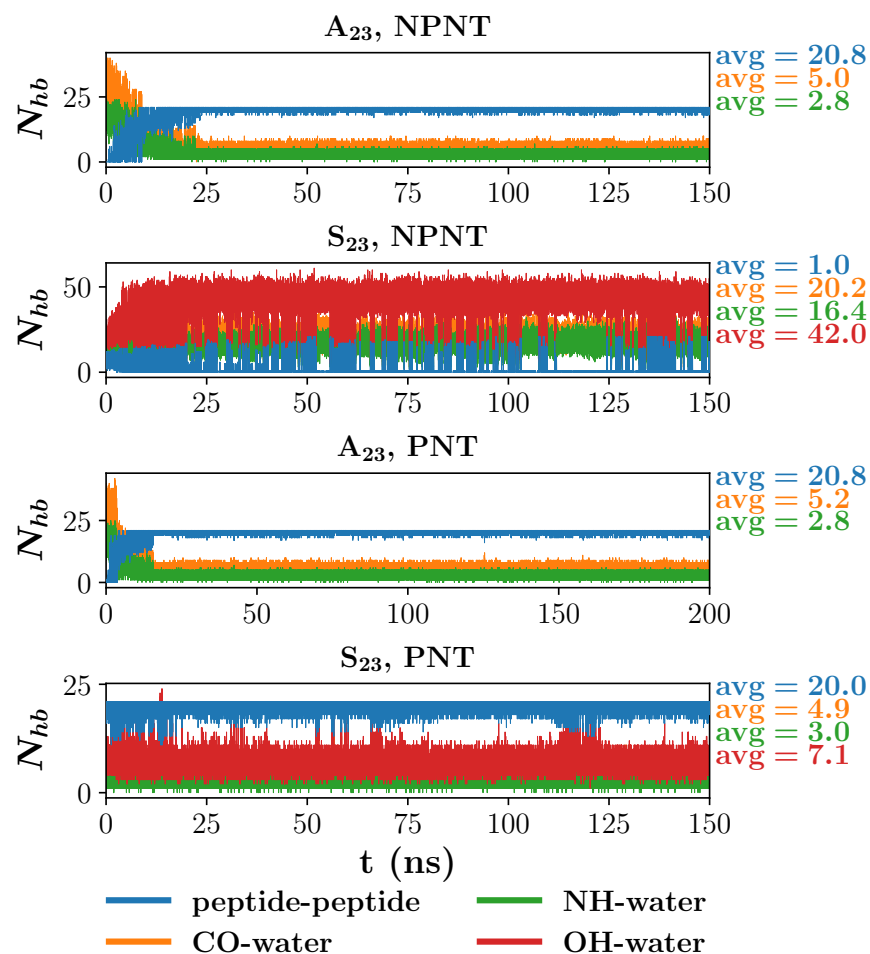 A23, NPNT
avg = 20.8
avg = 5.0
avg = 2.8
Nhb
25
0
0 25 50 75 100 125 150
S23, NPNT
avg = 1.0
avg = 20.2
avg = 16.4
avg = 42.0
Nhb
50
0
0 25 50 75 100 125 150
A23, PNT
avg = 20.8
avg = 5.2
avg = 2.8
Nhb
25
0
0 50 100 150 200
S23, PNT
avg = 20.0
avg = 4.9
avg = 3.0
avg = 7.1
Nhb
25
0
0 25 50 75 100 125 150
t (ns)
peptide-peptide NH-water
CO-water OH-water